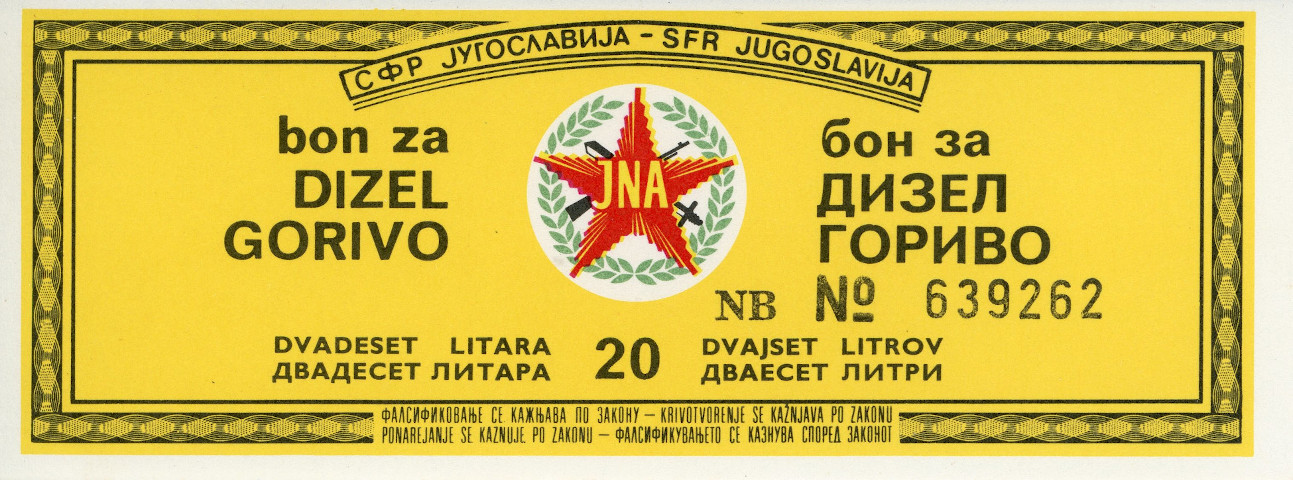 СФР ЈУГОСЛАВИЈА - SFR JUGOSLAVIJA
bon za
DIZEL
GORIVO
JNA
бон за
ДИЗЕЛ
ГОРИВО
NB № 639262
DVADESET LITARA
ДВАДЕСЕТ ЛИТАРА
20
DVAJSET LITROV
ДВАЕСЕТ ЛИТРИ
ФАЛСИФИКОВАЊЕ СЕ КАЖЊАВА ПО ЗАКОНУ — KRIVOTVORENJE SE KAŽNJAVA PO ZAKONU
PONAREJANJE SE KAZNUJE PO ZAKONU — ФАЛСИФИКУВАЊЕТО СЕ КАЗНУВА СПОРЕД ЗАКОНОТ